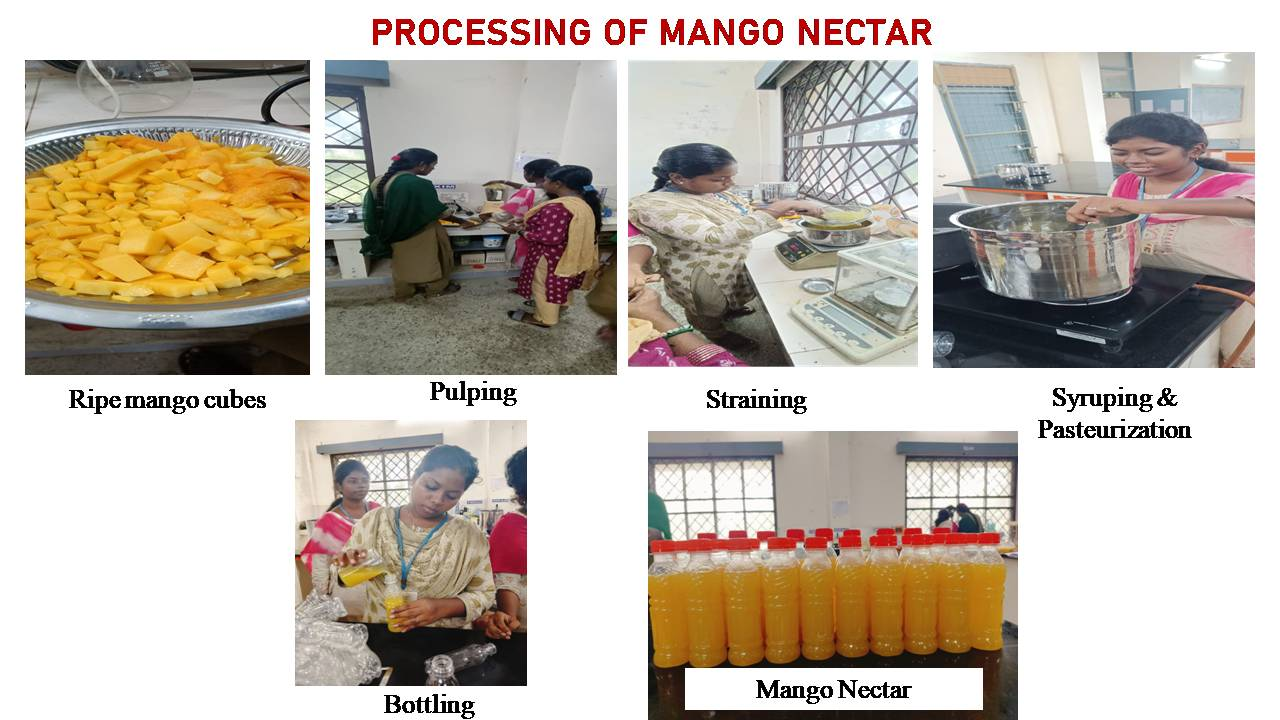 PROCESSING OF MANGO NECTAR
Ripe mango cubes
Pulping
Straining
Syruping &
Pasteurization
Bottling
Mango Nectar